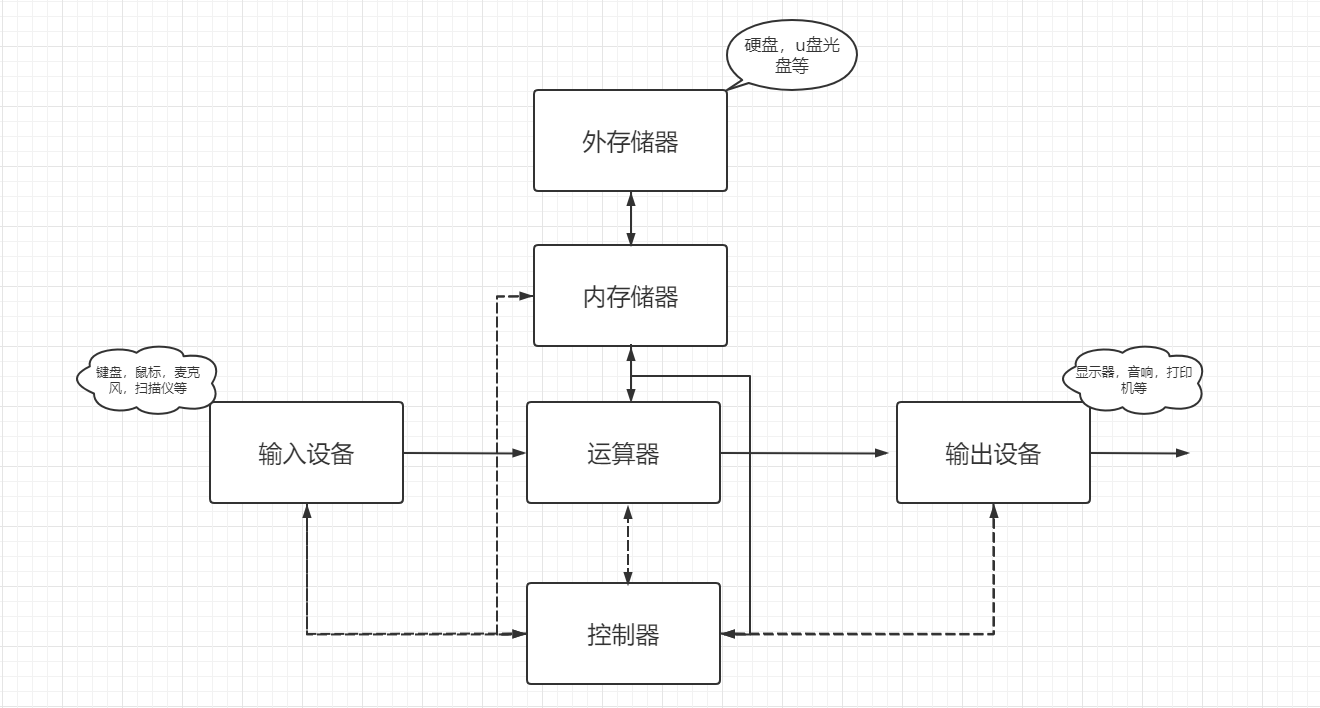 硬盘，u盘光
盘等
外存储器
内存储器
键盘，鼠标，麦克
风，扫描仪等
显示器，音响，打印
机等
输入设备
运算器
输出设备
控制器